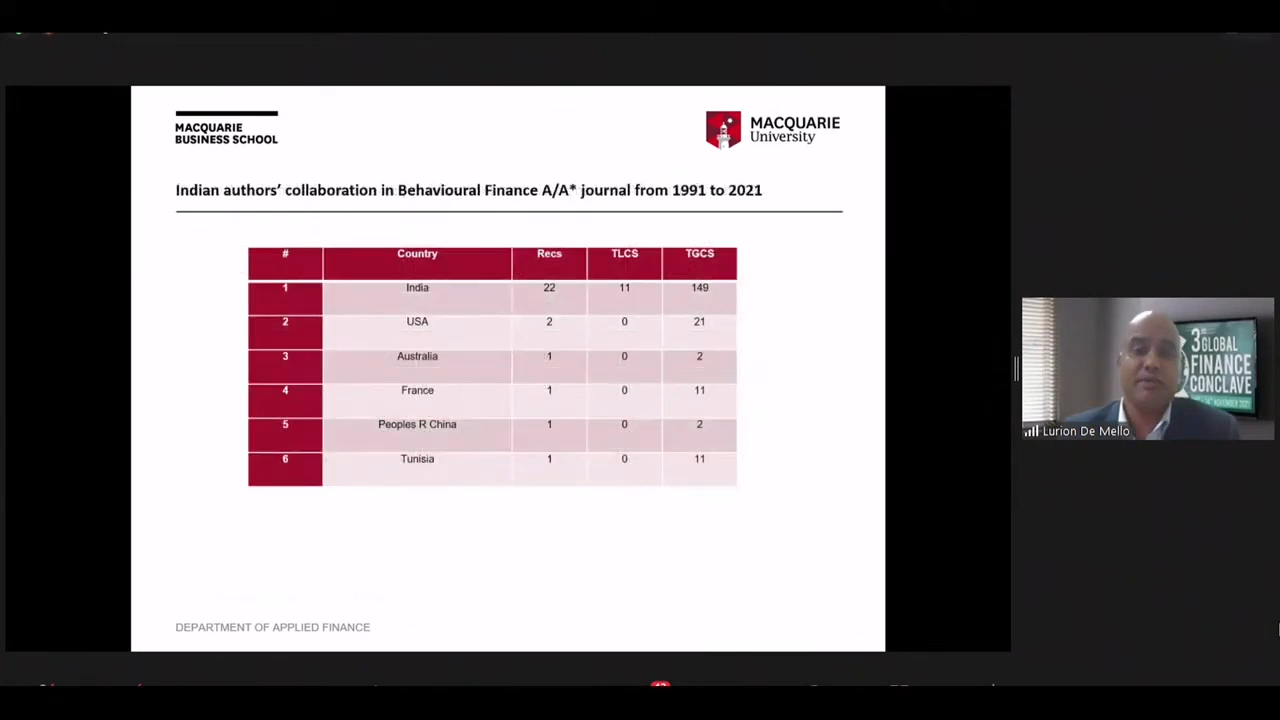 MACQUARIE
BUSINESS SCHOOL
MACQUARIE
University
Indian authors' collaboration in Behavioural Finance A/A* journal from 1991 to 2021
# Country Recs TLCS TGCS
1 India 22 11 149
2 USA 2 0 21
3 Australia 1 0 2
4 France 1 0 11
5 Peoples R China 1 0 2
6 Tunisia 1 0 11
DEPARTMENT OF APPLIED FINANCE
3
GLOBAL
FINANCE
CONCLAVE
Lurion De Mello